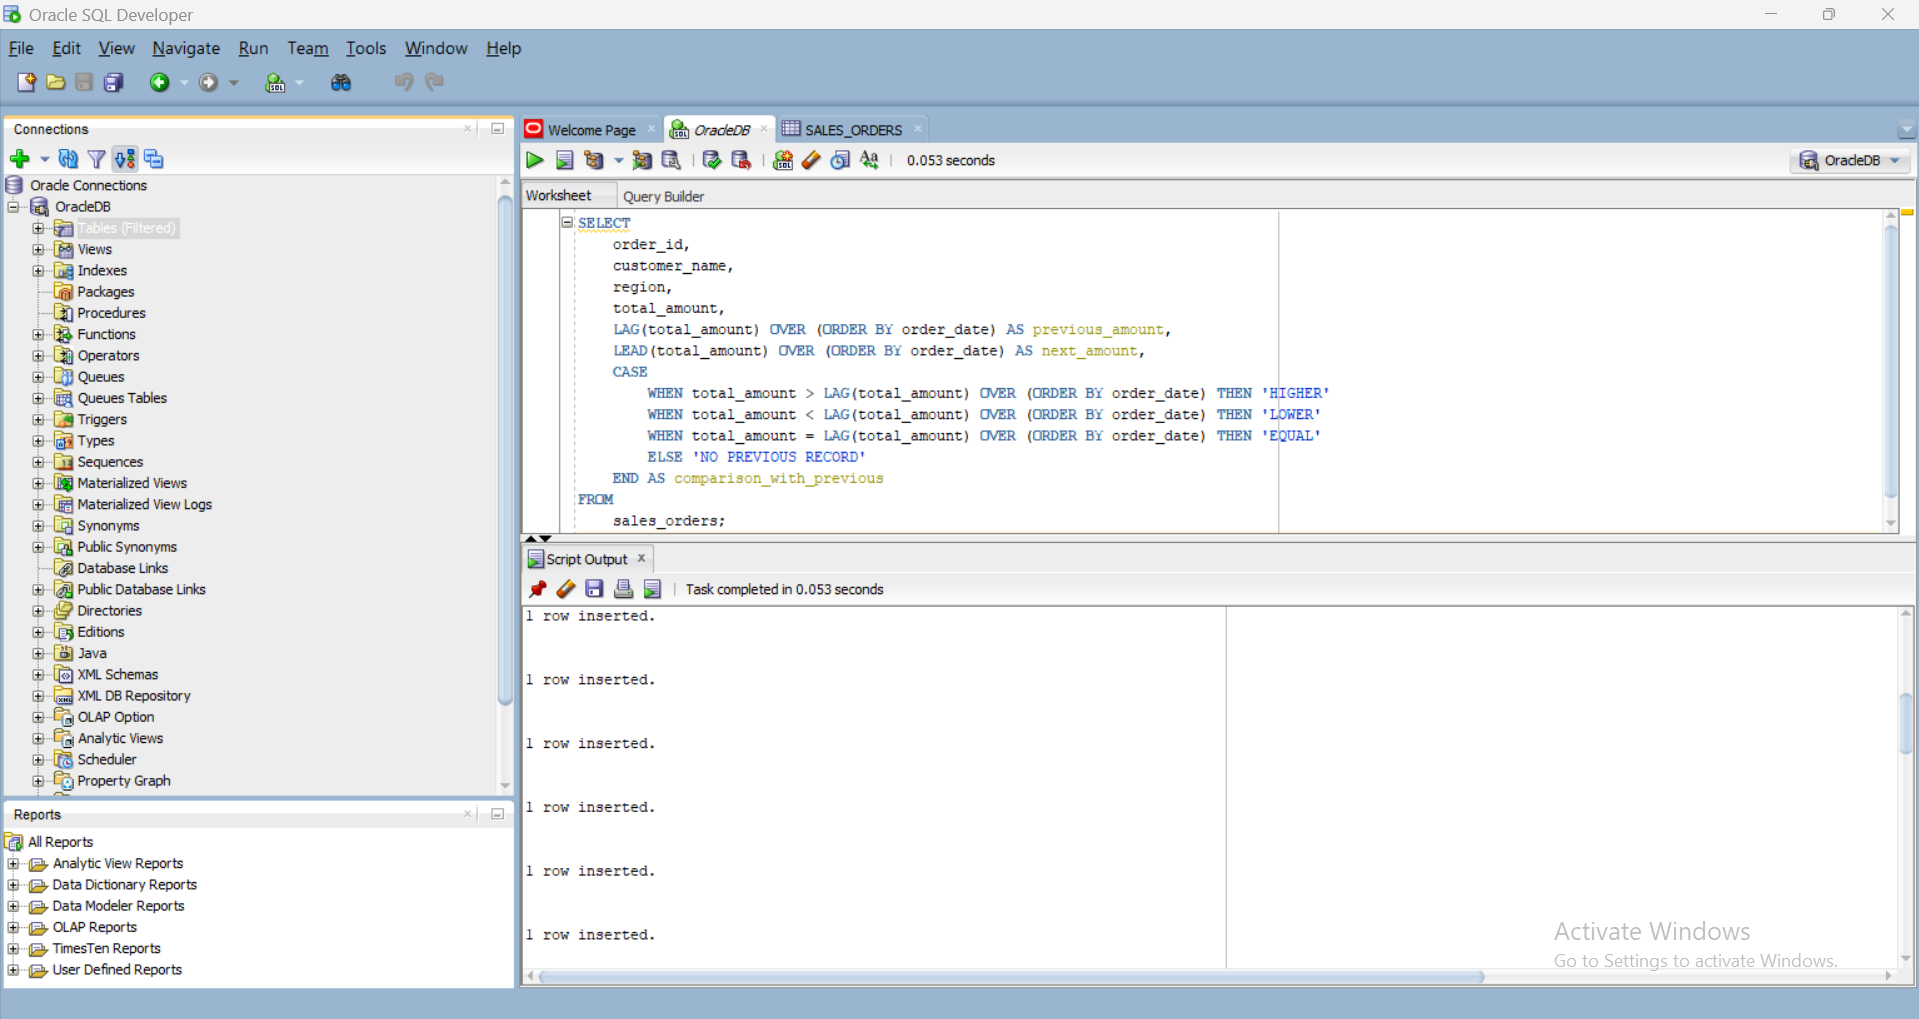 Oracle SQL Developer
File Edit View Navigate Run Team Tools Window Help
Connections
Oracle Connections
OracleDB
Tables (Filtered)
Views
Indexes
Packages
Procedures
Functions
Operators
Queues
Queues Tables
Triggers
Types
Sequences
Materialized Views
Materialized View Logs
Synonyms
Public Synonyms
Database Links
Public Database Links
Directories
Editions
Java
XML Schemas
XML DB Repository
OLAP Option
Analytic Views
Scheduler
Property Graph
Reports
All Reports
Analytic View Reports
Data Dictionary Reports
Data Modeler Reports
OLAP Reports
TimesTen Reports
User Defined Reports
Welcome Page OracleDB SALES_ORDERS
0.053 seconds OracleDB
Worksheet Query Builder
SELECT
order_id,
customer_name,
region,
total_amount,
LAG(total_amount) OVER (ORDER BY order_date) AS previous_amount,
LEAD(total_amount) OVER (ORDER BY order_date) AS next_amount,
CASE
WHEN total_amount > LAG(total_amount) OVER (ORDER BY order_date) THEN 'HIGHER'
WHEN total_amount < LAG(total_amount) OVER (ORDER BY order_date) THEN 'LOWER'
WHEN total_amount = LAG(total_amount) OVER (ORDER BY order_date) THEN 'EQUAL'
ELSE 'NO PREVIOUS RECORD'
END AS comparison_with_previous
FROM
sales_orders;
Script Output
Task completed in 0.053 seconds
1 row inserted.
1 row inserted.
1 row inserted.
1 row inserted.
1 row inserted.
1 row inserted.
Activate Windows
Go to Settings to activate Windows.